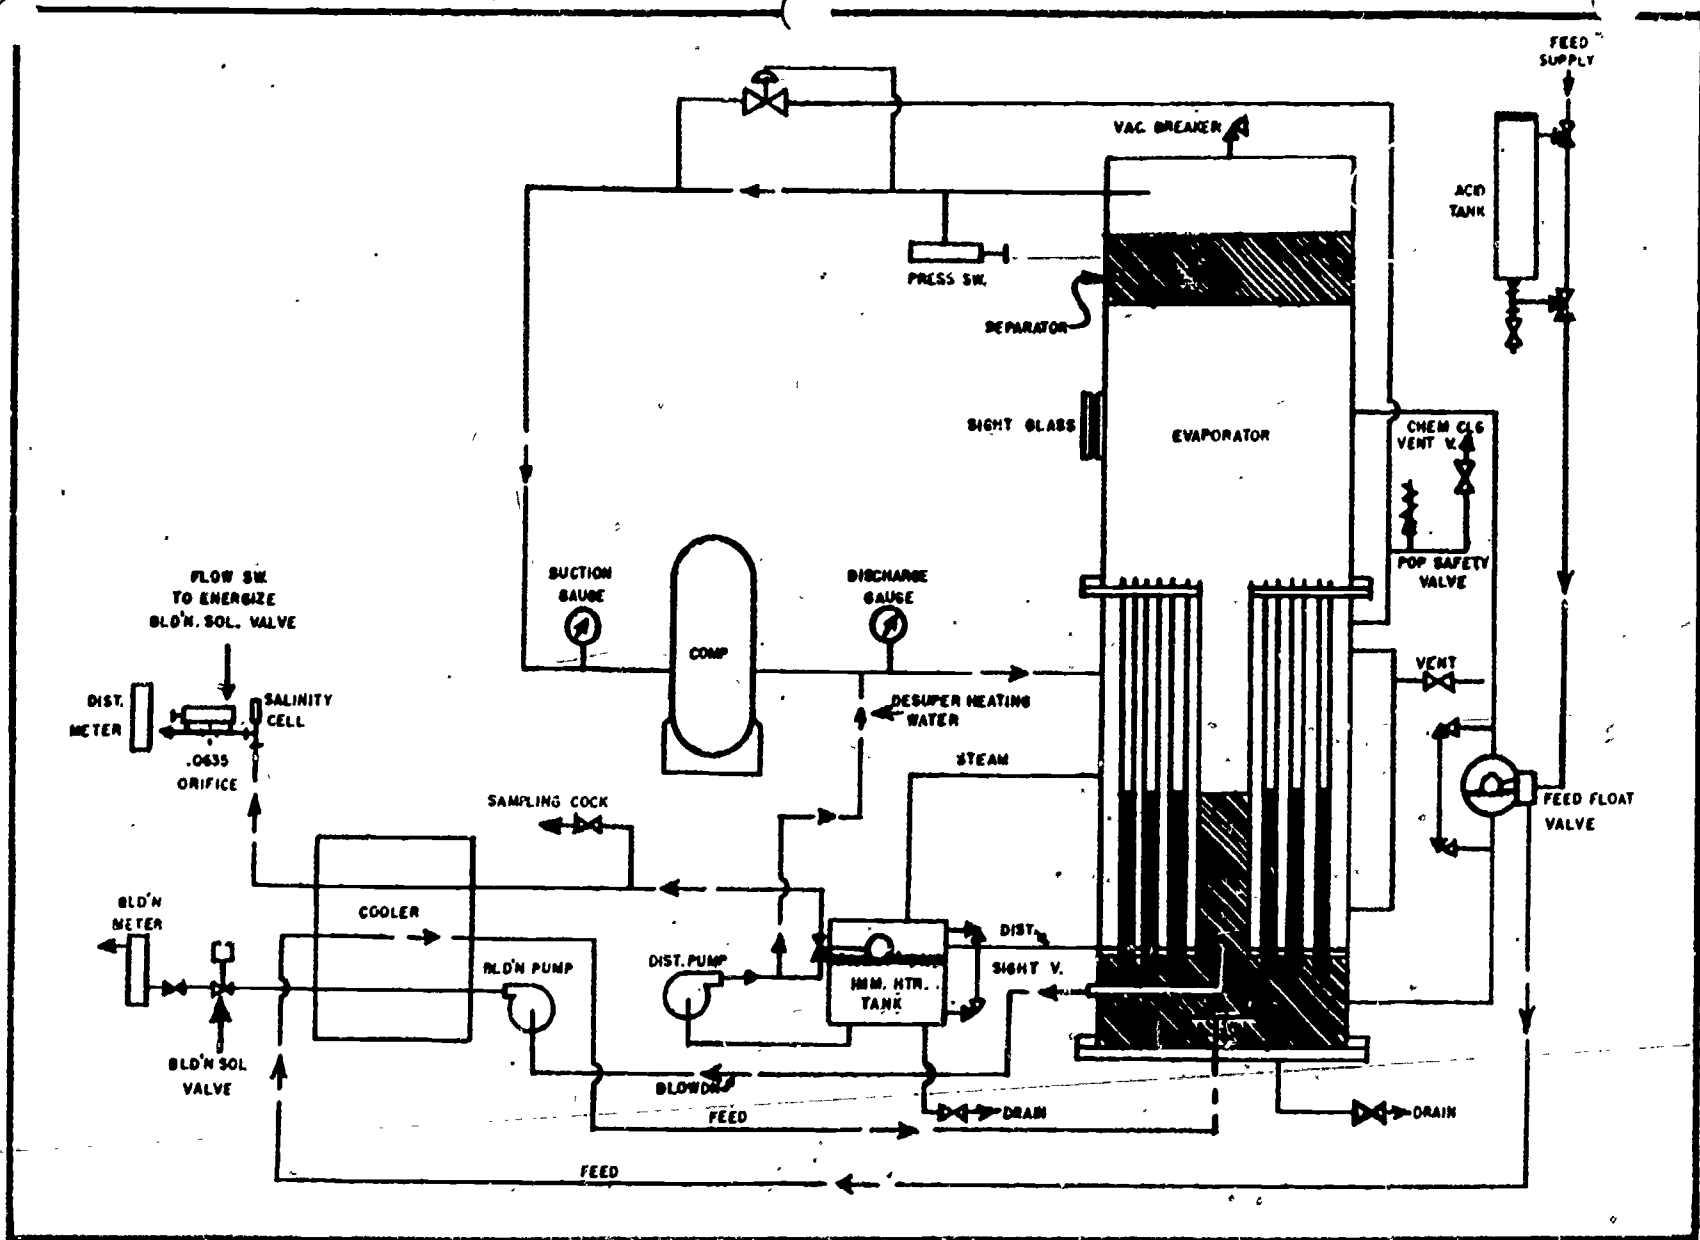 FEED
SUPPLY
VAC. BREAKER
ACID
TANK
PRESS SW.
SEPARATOR
SIGHT GLASS
EVAPORATOR
CHEM CLG
VENT V.
POP SAFETY
VALVE
FLOW SW.
TO ENERGIZE
BLD'N. SOL. VALVE
SUCTION
GAUGE
DISCHARGE
GAUGE
COMP
VENT
DIST.
METER
SALINITY
CELL
.0635
ORIFICE
DESUPER HEATING
WATER
STEAM
SAMPLING COCK
FEED FLOAT
VALVE
BLD'N
METER
COOLER
DIST.
DIST. PUMP
SIGHT V.
BLD'N PUMP
IMM. HTR.
TANK
BLD'N SOL
VALVE
BLOWDN
FEED
DRAIN
DRAIN
FEED